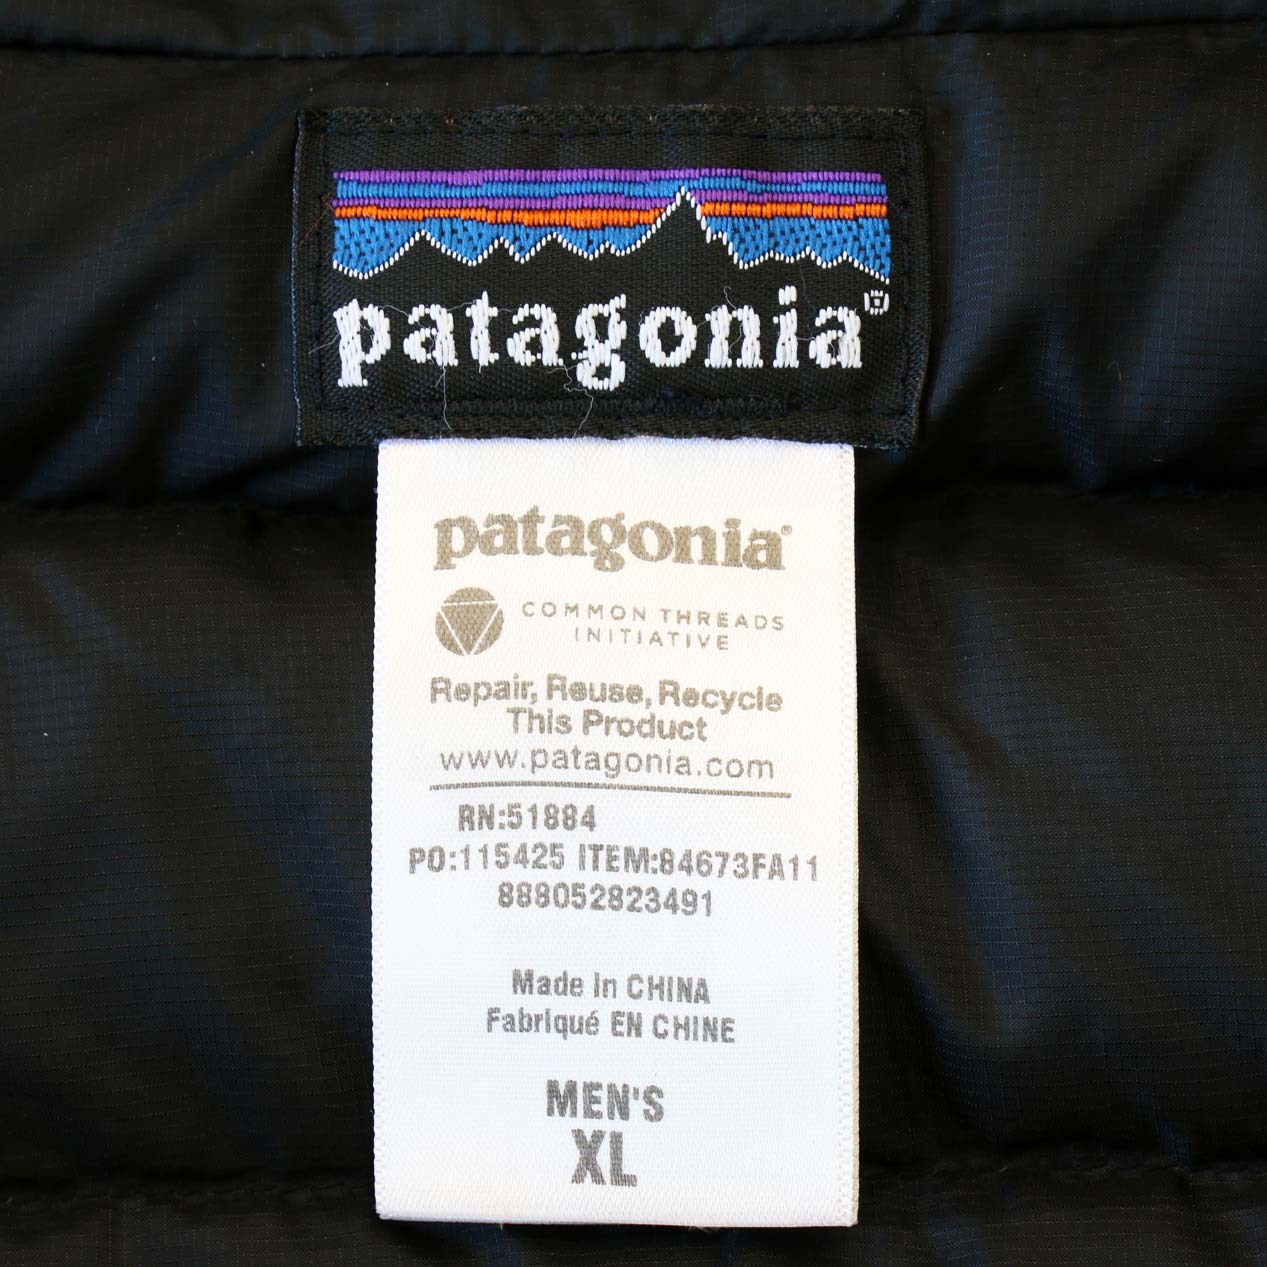 patagonia®
patagonia®
COMMON THREADS
INITIATIVE
Repair, Reuse, Recycle
This Product
www.patagonia.com
RN:51884
PO:115425 ITEM:84673FA11
888052823491
Made in CHINA
Fabriqué EN CHINE
MEN'S
XL